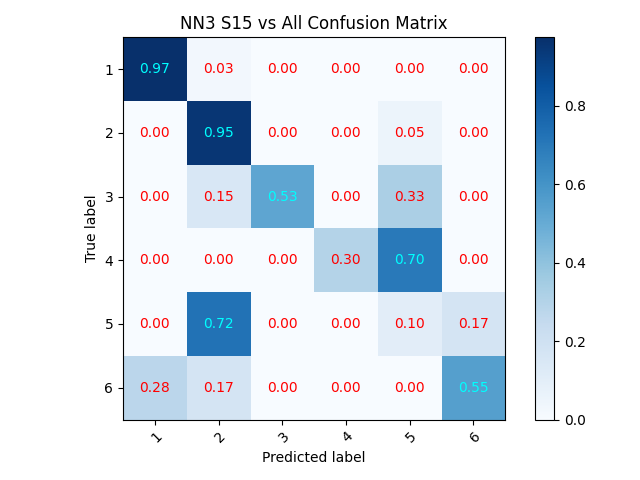 NN3 S15 vs All Confusion Matrix
True label
1 0.97 0.03 0.00 0.00 0.00 0.00
2 0.00 0.95 0.00 0.00 0.05 0.00
3 0.00 0.15 0.53 0.00 0.33 0.00
4 0.00 0.00 0.00 0.30 0.70 0.00
5 0.00 0.72 0.00 0.00 0.10 0.17
6 0.28 0.17 0.00 0.00 0.00 0.55
1 2 3 4 5 6
Predicted label
0.8
0.6
0.4
0.2
0.0